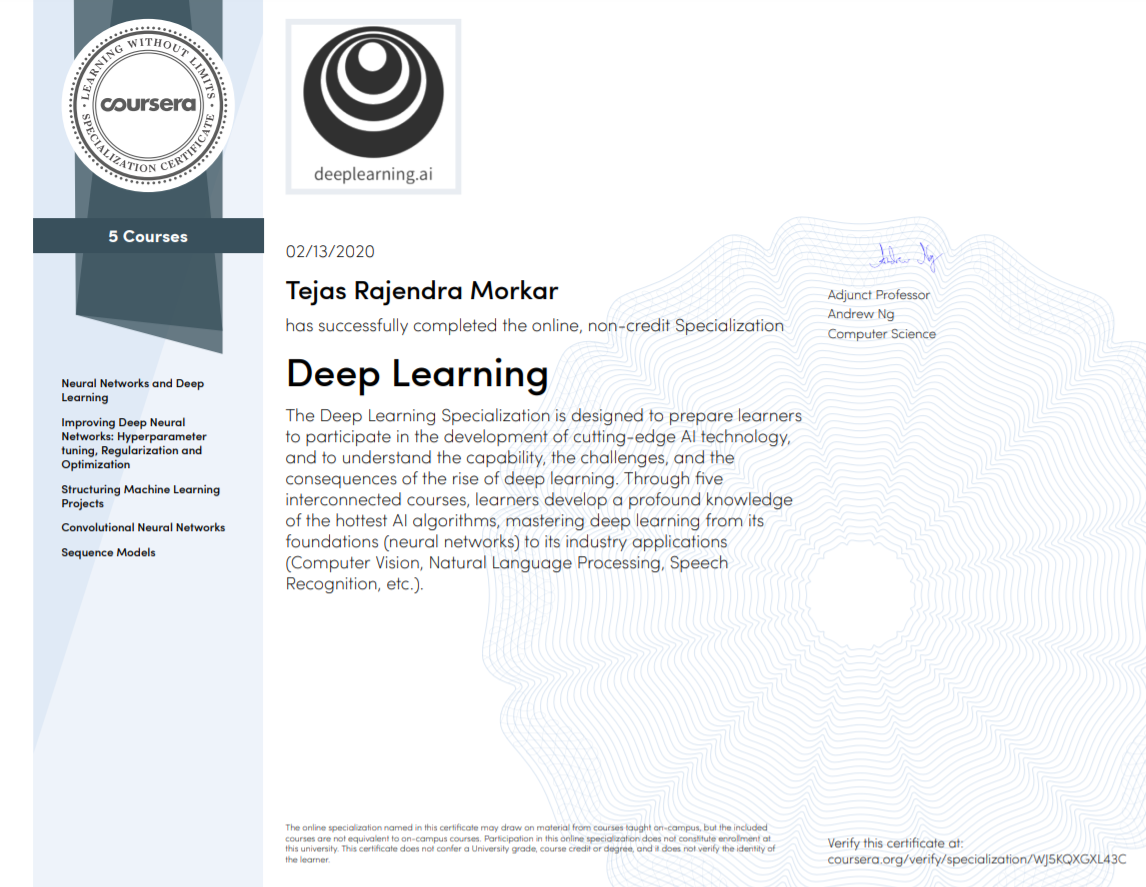 LEARNING WITHOUT LIMITS
coursera
SPECIALIZATION CERTIFICATE
5 Courses
Neural Networks and Deep
Learning
Improving Deep Neural
Networks: Hyperparameter
tuning, Regularization and
Optimization
Structuring Machine Learning
Projects
Convolutional Neural Networks
Sequence Models
deeplearning.ai
02/13/2020
Tejas Rajendra Morkar
has successfully completed the online, non-credit Specialization
Deep Learning
The Deep Learning Specialization is designed to prepare learners
to participate in the development of cutting-edge AI technology,
and to understand the capability, the challenges, and the
consequences of the rise of deep learning. Through five
interconnected courses, learners develop a profound knowledge
of the hottest AI algorithms, mastering deep learning from its
foundations (neural networks) to its industry applications
(Computer Vision, Natural Language Processing, Speech
Recognition, etc.).
Andrew Ng
Adjunct Professor
Andrew Ng
Computer Science
The online specialization named in this certificate may draw on material from courses taught on-campus, but the included
courses are not equivalent to on-campus courses. Participation in this online specialization does not constitute enrollment at
this university. This certificate does not confer a University grade, course credit or degree, and it does not verify the identity of
the learner.
Verify this certificate at:
coursera.org/verify/specialization/WJ5KQXGXL43C